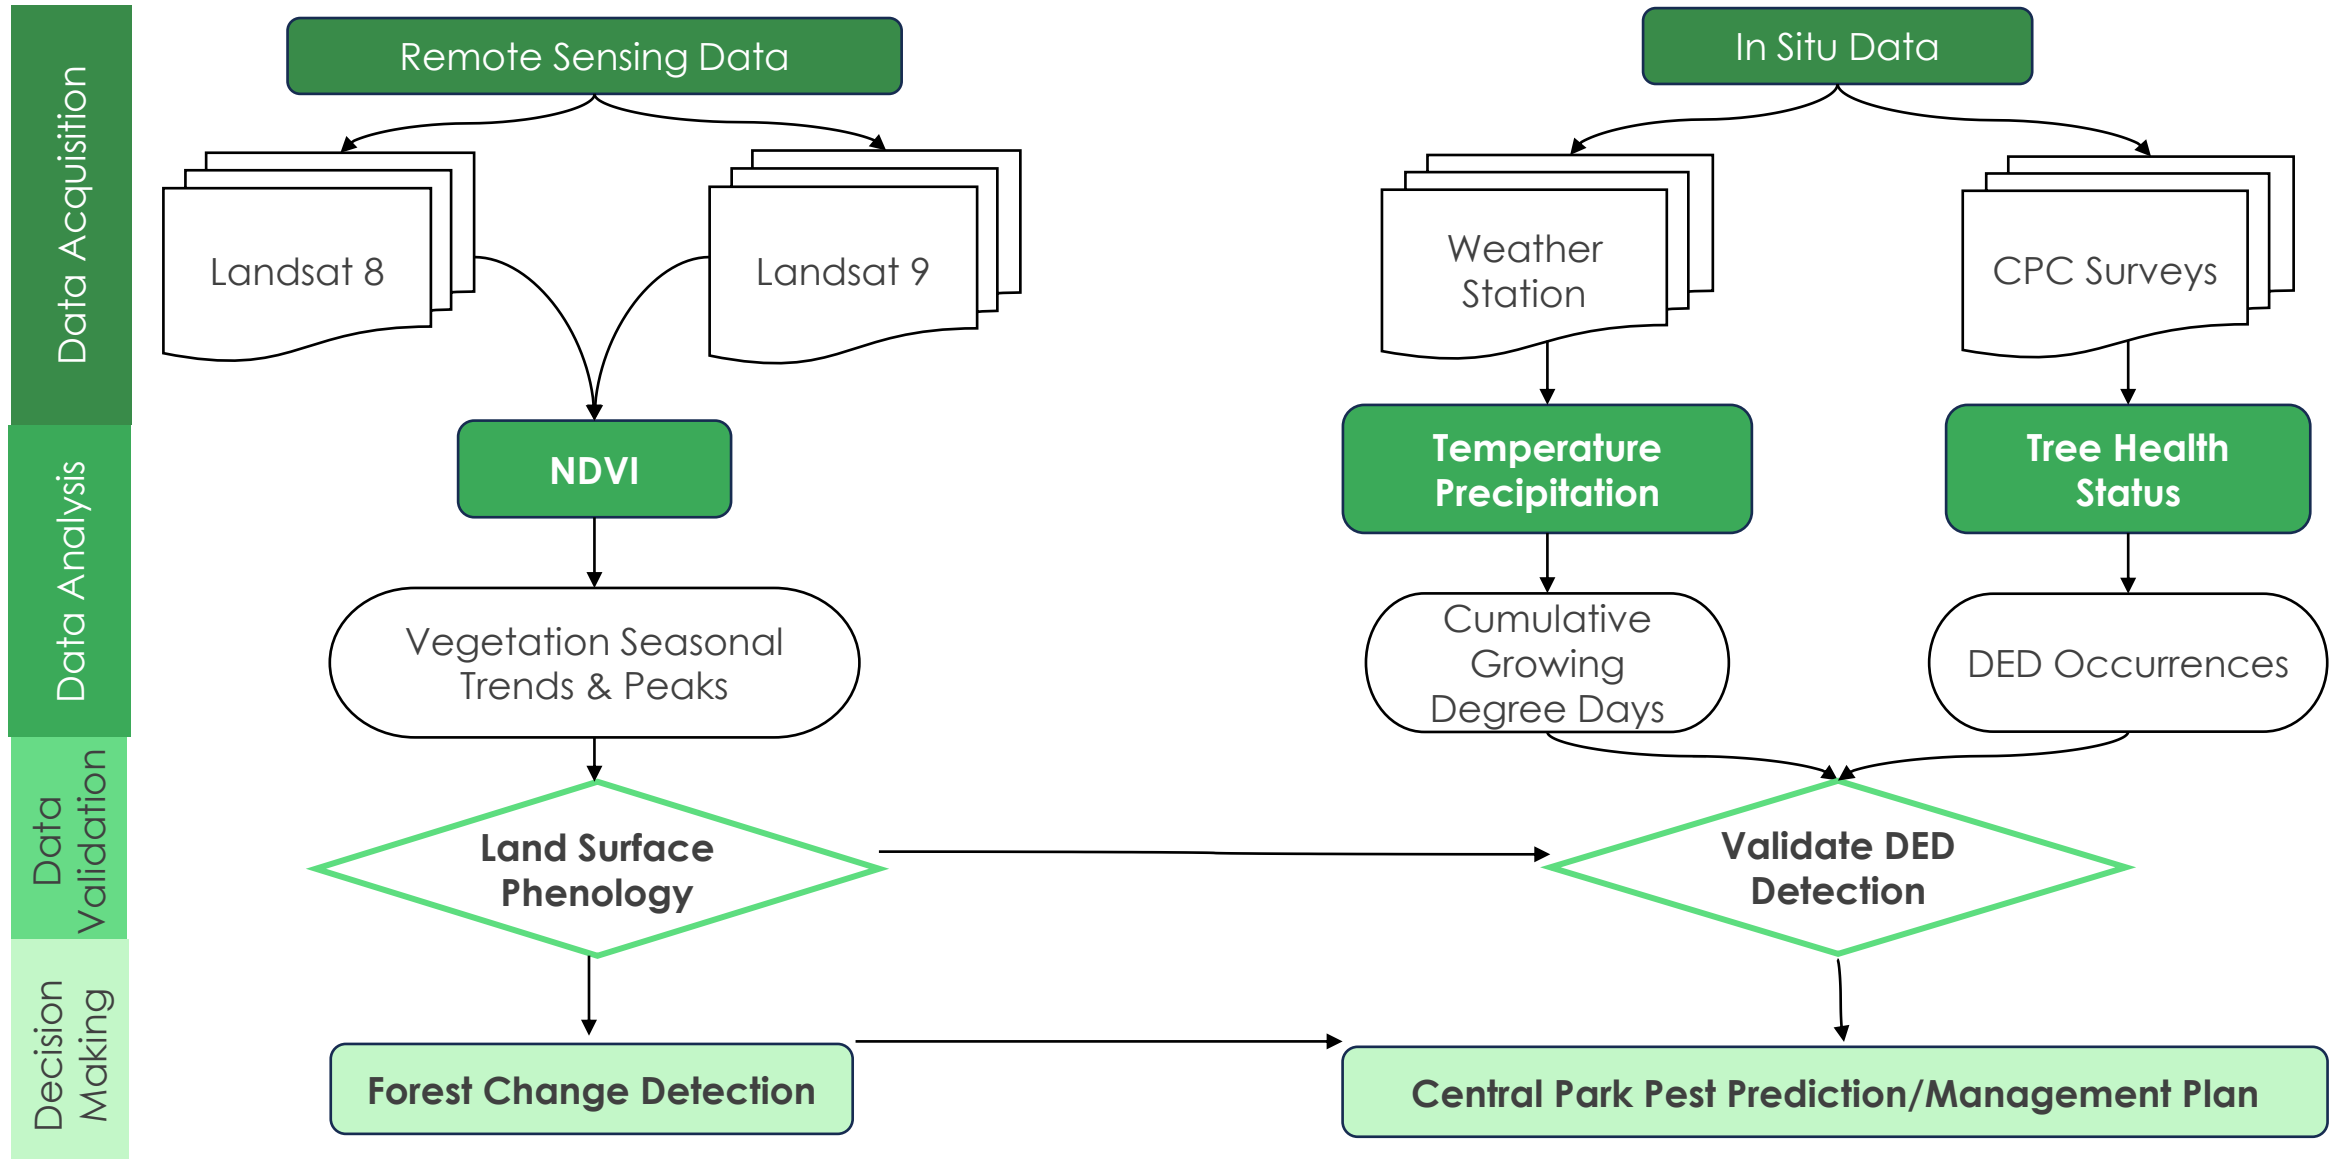 Data Acquisition
Remote Sensing Data
In Situ Data
Landsat 8
Landsat 9
Weather
Station
CPC Surveys
Data Analysis
NDVI
Temperature
Precipitation
Tree Health
Status
Vegetation Seasonal
Trends & Peaks
Cumulative
Growing
Degree Days
DED Occurrences
Data
Validation
Land Surface
Phenology
Validate DED
Detection
Decision
Making
Forest Change Detection
Central Park Pest Prediction/Management Plan